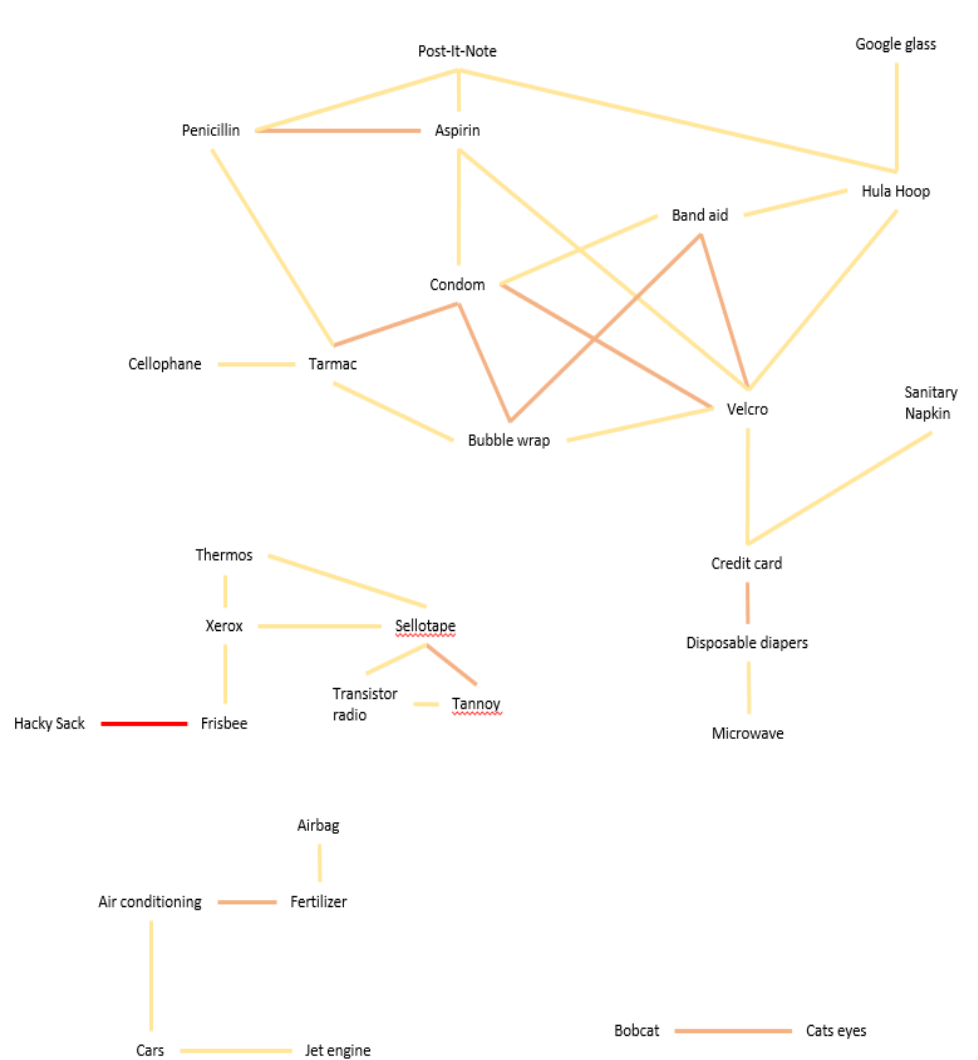 Google glass
Post-It-Note
Penicillin
Aspirin
Hula Hoop
Band aid
Condom
Cellophane
Tarmac
Sanitary
Napkin
Velcro
Bubble wrap
Thermos
Credit card
Xerox
Sellotape
Disposable diapers
Transistor
radio
Tannoy
Hacky Sack
Frisbee
Microwave
Airbag
Air conditioning
Fertilizer
Bobcat
Cats eyes
Cars
Jet engine